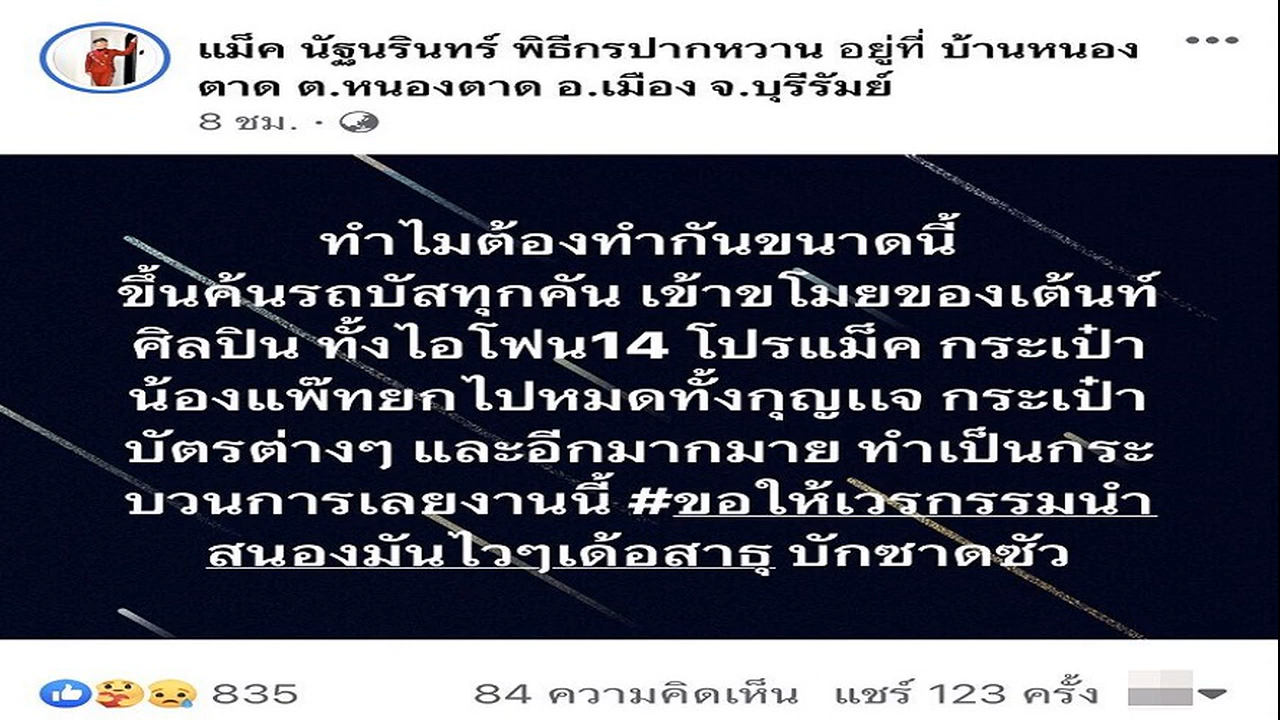 แม็ค นัฐนรินทร์ พิธีกรปากหวาน อยู่ที่ บ้านหนอง
ตาด ต.หนองตาด อ.เมือง จ.บุรีรัมย์
8 ชม. ·
ทำไมต้องทำกันขนาดนี้
ขึ้นค้นรถบัสทุกคัน เข้าขโมยของเต้นท์
ศิลปิน ทั้งไอโฟน14 โปรแม็ค กระเป๋า
น้องแพ๊ทยกไปหมดทั้งกุญแจ กระเป๋า
บัตรต่างๆ และอีกมากมาย ทำเป็นกระ
บวนการเลยงานนี้ #ขอให้เวรกรรมนำ
สนองมันไวๆเด้อสาธุ บักซาดซัว
835 84 ความคิดเห็น แชร์ 123 ครั้ง